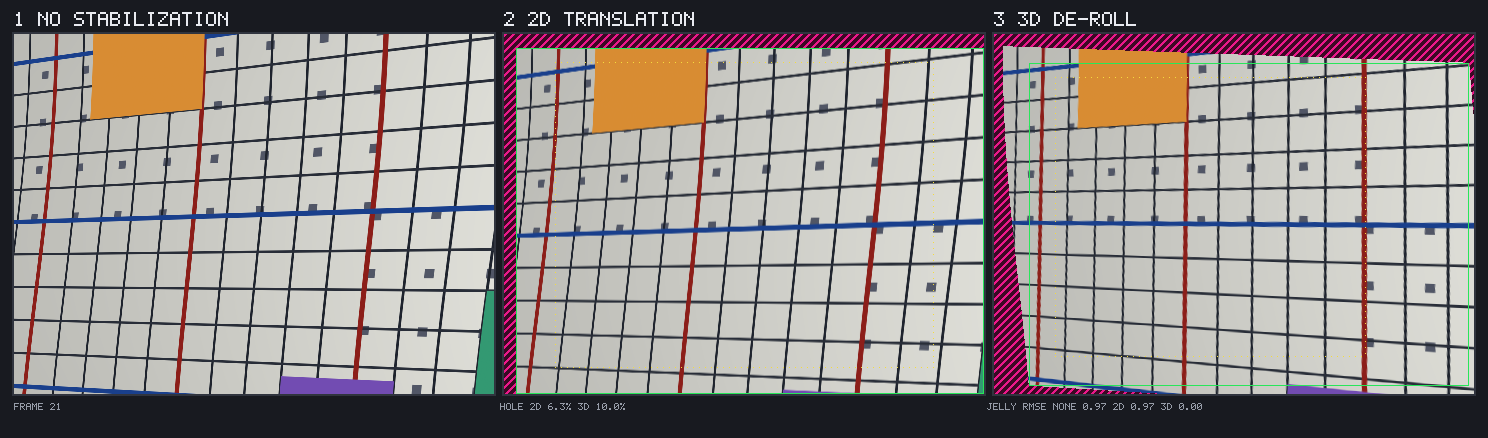 1 NO STABILIZATION
2 2D TRANSLATION
3 3D DE-ROLL
FRAME 21
HOLE 2D 6.3% 3D 10.0%
JELLY RMSE NONE 0.97 2D 0.97 3D 0.00